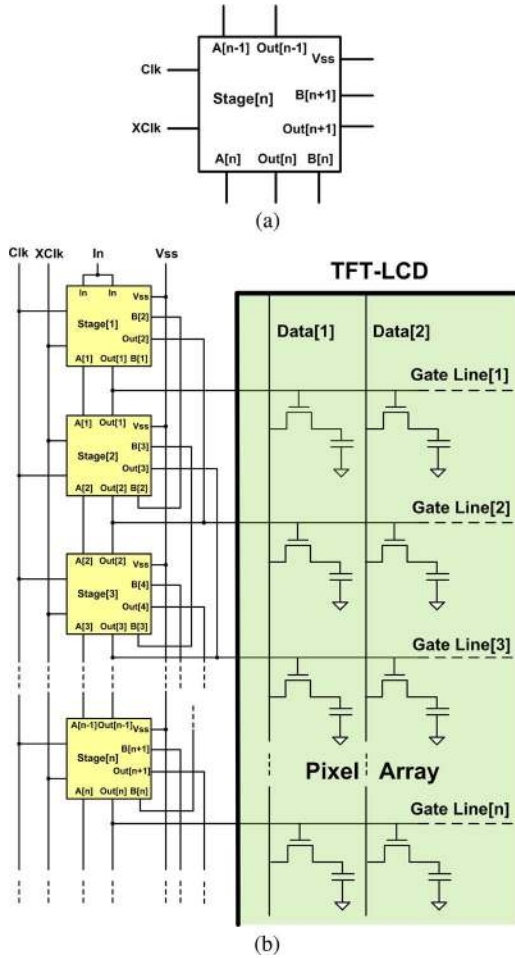 A[n-1] Out[n-1]
Vss
Clk
B[n+1]
Stage[n]
XClk
Out[n+1]
A[n] Out[n] B[n]
(a)
Clk XClk In Vss
TFT-LCD
In In Vss
B[2]
Stage[1]
Out[2]
A[1] Out[1] B[1]
Data[1] Data[2]
Gate Line[1]
A[1] Out[1] Vss
B[3]
Stage[2]
Out[3]
A[2] Out[2] B[2]
Gate Line[2]
A[2] Out[2] Vss
B[4]
Stage[3]
Out[4]
A[3] Out[3] B[3]
Gate Line[3]
A[n-1] Out[n-1] Vss
B[n+1]
Stage[n]
Out[n+1]
A[n] Out[n] B[n]
Pixel Array
Gate Line[n]
(b)